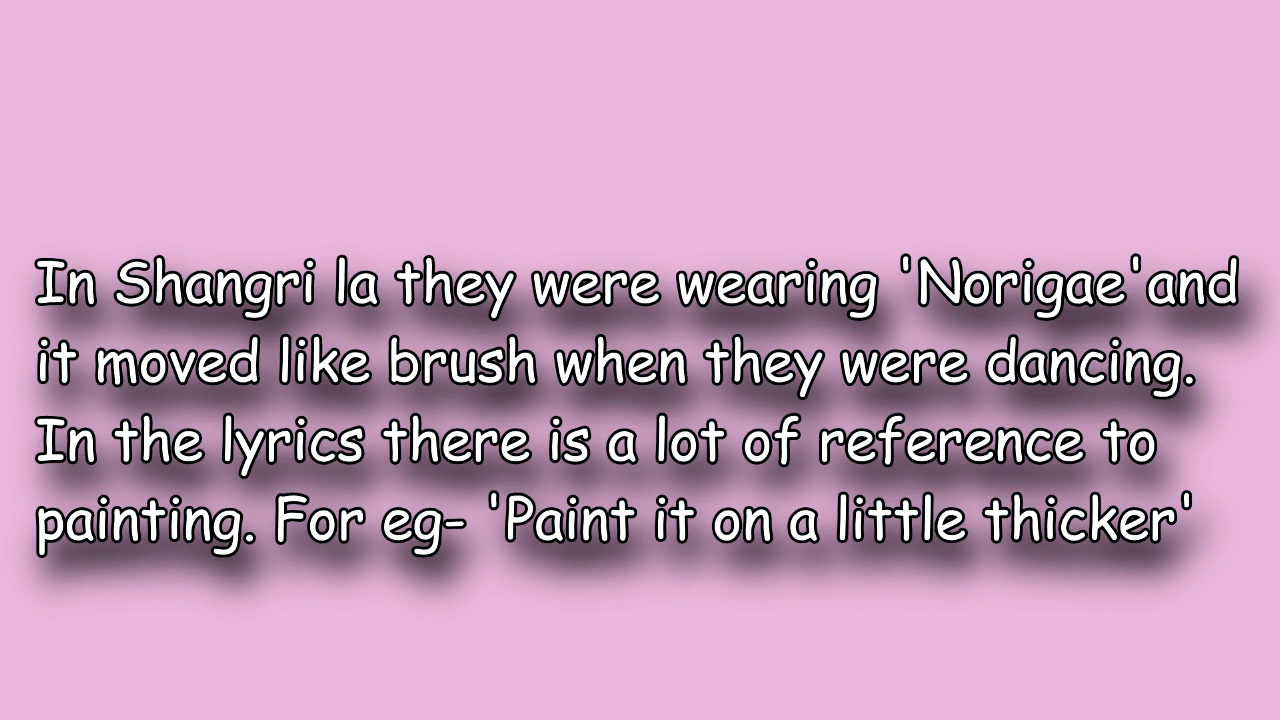 In Shangri la they were wearing 'Norigae'and
it moved like brush when they were dancing.
In the lyrics there is a lot of reference to
painting. For eg- 'Paint it on a little thicker'